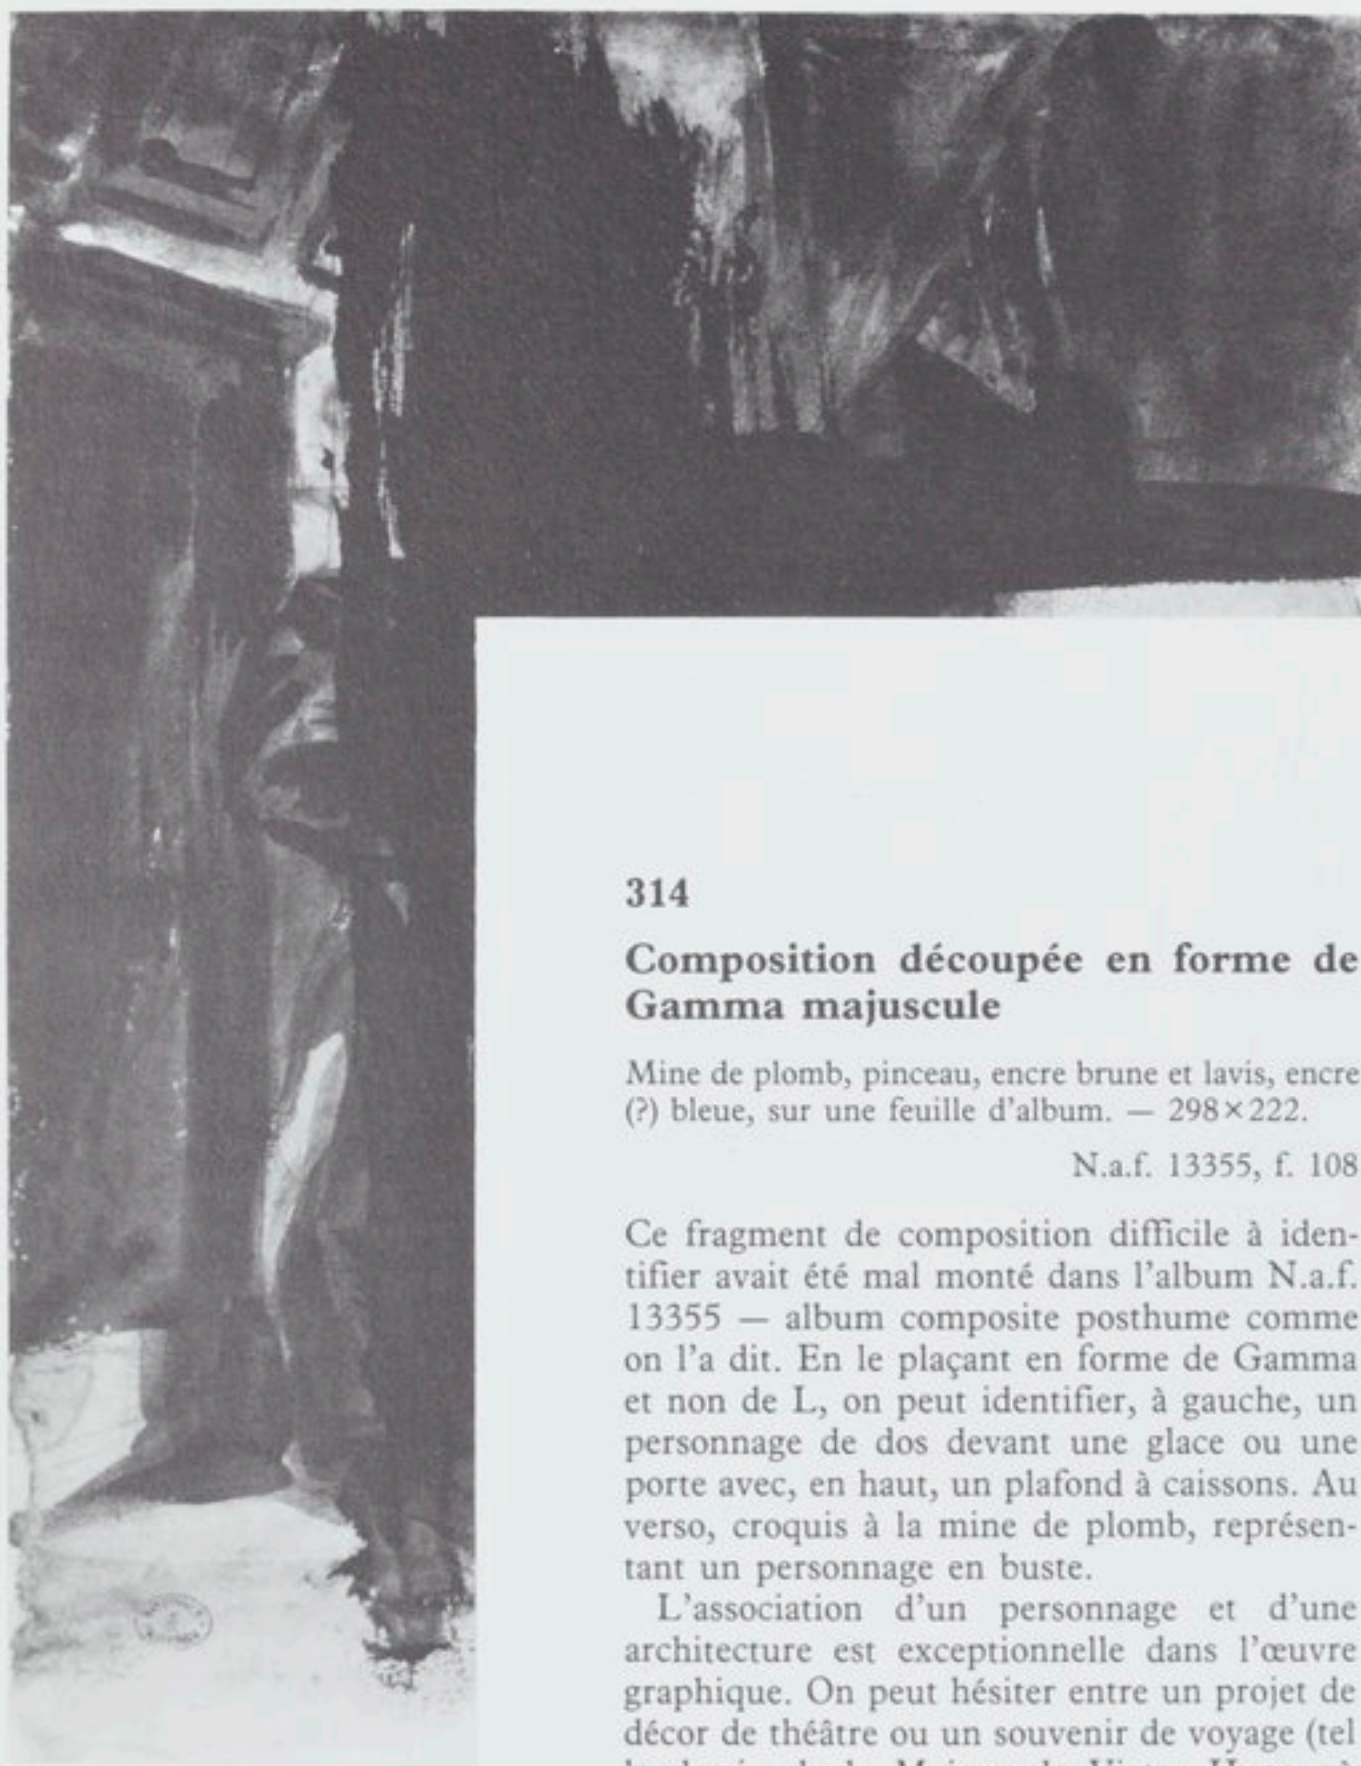 314
Composition découpée en forme de
Gamma majuscule
Mine de plomb, pinceau, encre brune et lavis, encre
(?) bleue, sur une feuille d'album. — 298×222.
N.a.f. 13355, f. 108
Ce fragment de composition difficile à iden-
tifier avait été mal monté dans l'album N.a.f.
13355 — album composite posthume comme
on l'a dit. En le plaçant en forme de Gamma
et non de L, on peut identifier, à gauche, un
personnage de dos devant une glace ou une
porte avec, en haut, un plafond à caissons. Au
verso, croquis à la mine de plomb, représen-
tant un personnage en buste.
L'association d'un personnage et d'une
architecture est exceptionnelle dans l'œuvre
graphique. On peut hésiter entre un projet de
décor de théâtre ou un souvenir de voyage (tel